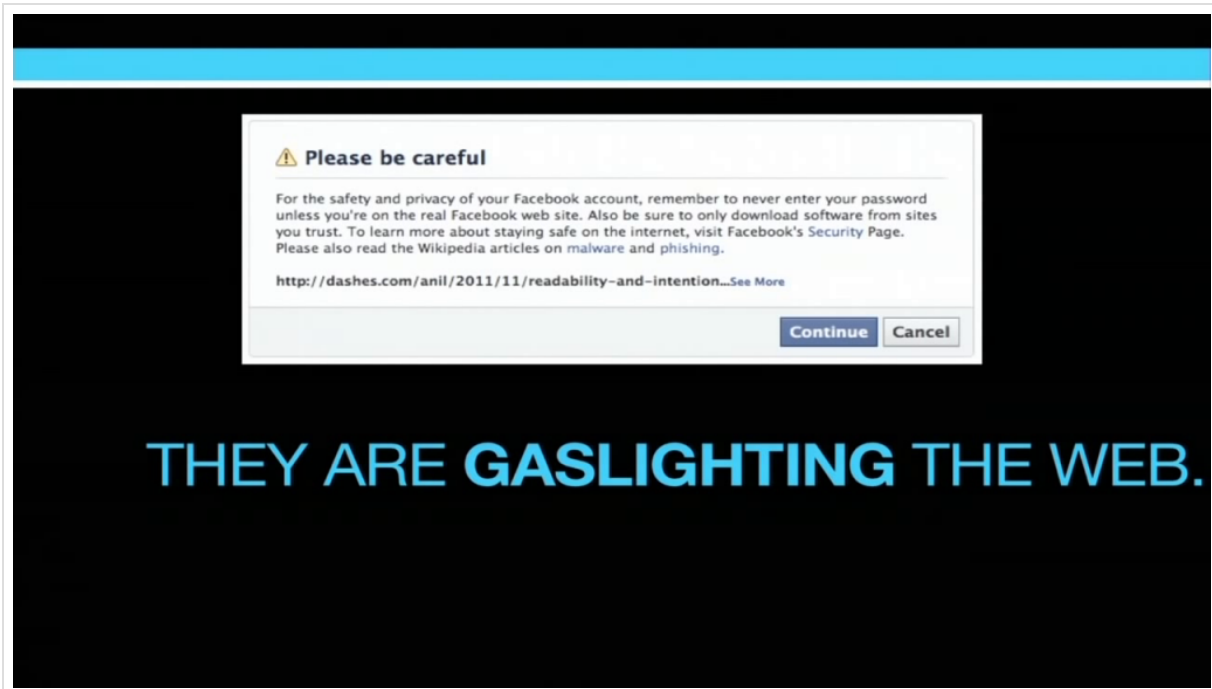 Please be careful
For the safety and privacy of your Facebook account, remember to never enter your password
unless you're on the real Facebook web site. Also be sure to only download software from sites
you trust. To learn more about staying safe on the internet, visit Facebook's Security Page.
Please also read the Wikipedia articles on malware and phishing.
http://dashes.com/anil/2011/11/readability-and-intention...See More
Continue Cancel
THEY ARE GASLIGHTING THE WEB.